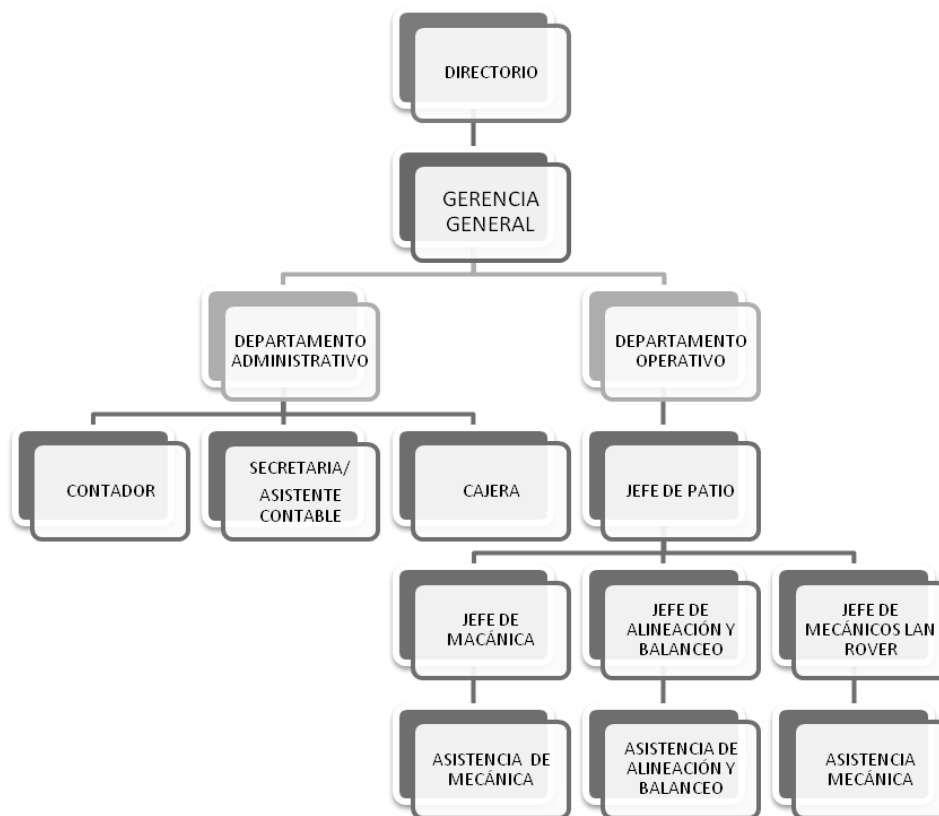 DIRECTORIO
GERENCIA
GENERAL
DEPARTAMENTO
ADMINISTRATIVO
DEPARTAMENTO
OPERATIVO
CONTADOR
SECRETARIA/
ASISTENTE
CONTABLE
CAJERA
JEFE DE PATIO
JEFE DE
MACÁNICA
JEFE DE
ALINEACIÓN Y
BALANCEO
JEFE DE
MECÁNICOS LAN
ROVER
ASISTENCIA DE
MECÁNICA
ASISTENCIA DE
ALINEACIÓN Y
BALANCEO
ASISTENCIA
MECÁNICA